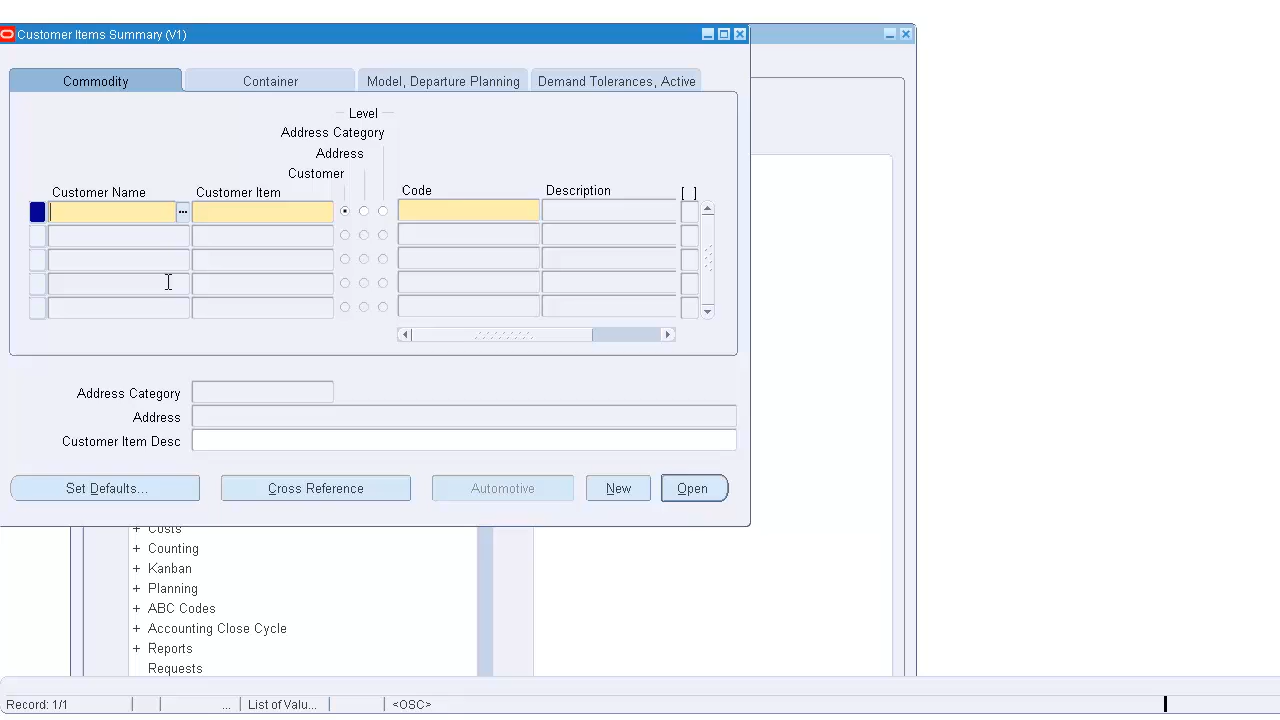 Customer Items Summary (V1)
Commodity
Container
Model, Departure Planning
Demand Tolerances, Active
Level
Address Category
Address
Customer
Customer Name
Customer Item
Code
Description
[ ]
...
Address Category
Address
Customer Item Desc
Set Defaults...
Cross Reference
Automotive
New
Open
+ Costs
+ Counting
+ Kanban
+ Planning
+ ABC Codes
+ Accounting Close Cycle
+ Reports
Requests
Record: 1/1
...
List of Valu...
<OSC>